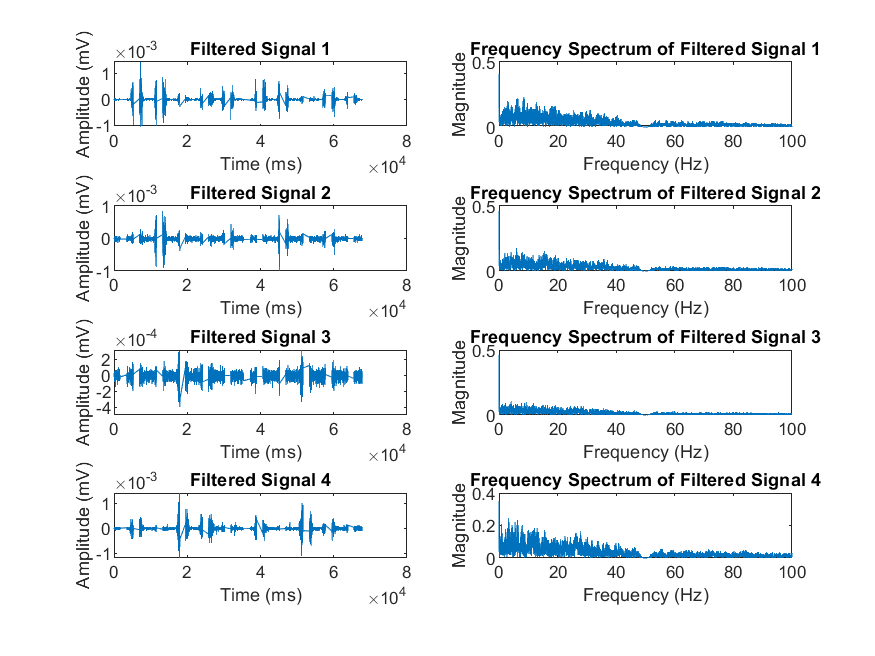 Filtered Signal 1
×10-3
Amplitude (mV)
1
0
-1
0 2 4 6 8
Time (ms)
×104
Frequency Spectrum of Filtered Signal 1
Magnitude
0.5
0
0 20 40 60 80 100
Frequency (Hz)
Filtered Signal 2
×10-3
Amplitude (mV)
1
0
-1
0 2 4 6 8
Time (ms)
×104
Frequency Spectrum of Filtered Signal 2
Magnitude
0.5
0
0 20 40 60 80 100
Frequency (Hz)
Filtered Signal 3
×10-4
Amplitude (mV)
2
0
-2
-4
0 2 4 6 8
Time (ms)
×104
Frequency Spectrum of Filtered Signal 3
Magnitude
0.5
0
0 20 40 60 80 100
Frequency (Hz)
Filtered Signal 4
×10-3
Amplitude (mV)
1
0
-1
0 2 4 6 8
Time (ms)
×104
Frequency Spectrum of Filtered Signal 4
Magnitude
0.4
0.2
0
0 20 40 60 80 100
Frequency (Hz)